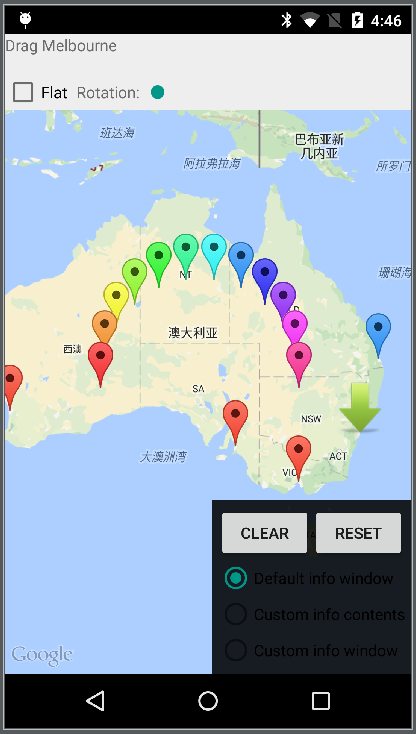 4:46
Drag Melbourne
Flat Rotation:
班达海
巴布亚新
几内亚
阿拉弗拉海
所罗门
珊瑚海
NT
澳大利亚
西澳
SA
NSW
ACT
VIC
大澳洲湾
CLEAR RESET
Default info window
Custom info contents
Custom info window
Google